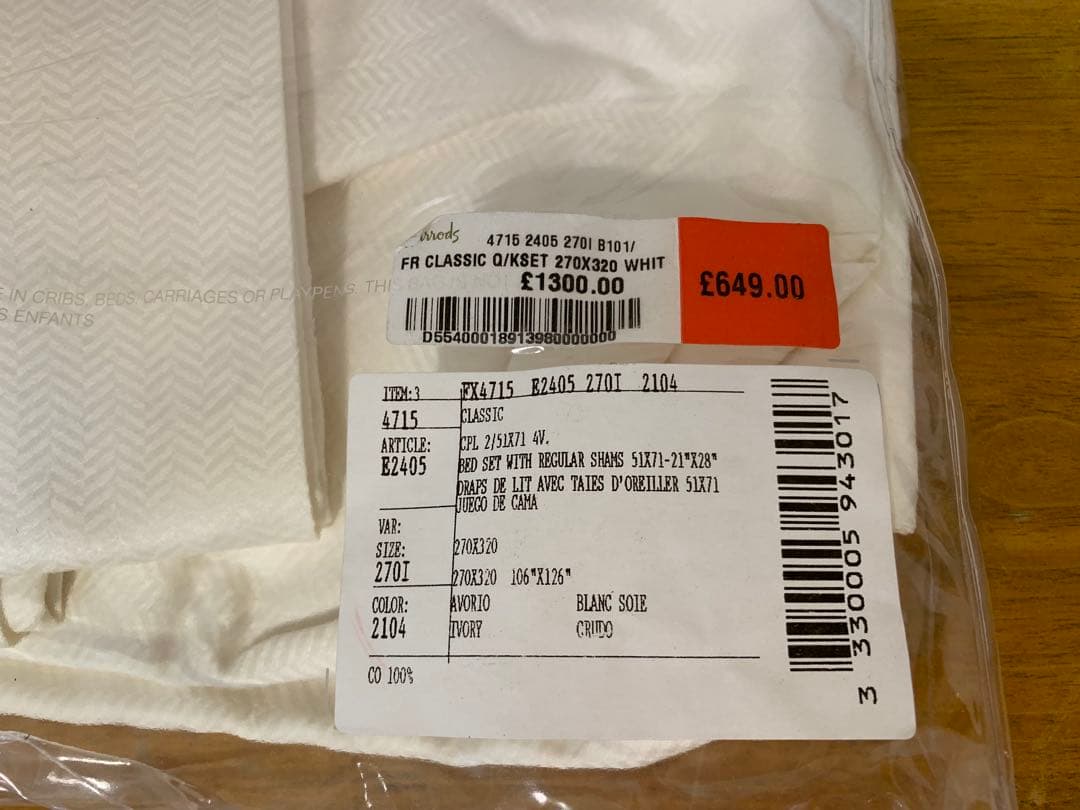 E IN CRIBS, BEDS, CARRIAGES OR PLAYPENS. THIS BAG IS NOT
S ENFANTS
rrods
4715 2405 270I B101/
FR CLASSIC Q/KSET 270X320 WHIT
£1300.00
£649.00
D55400018913980000000
ITEM:3 FX4715 E2405 270I 2104
4715 CLASSIC
ARTICLE: CPL 2/51X71 4V.
E2405 BED SET WITH REGULAR SHAMS 51X71-21"X28"
DRAPS DE LIT AVEC TAIES D'OREILLER 51X71
JUEGO DE CAMA
VAR:
SIZE: 270X320
270I 270X320 106"X126"
COLOR: AVORIO BLANC SOIE
2104 IVORY CRUDO
CO 100%
3 330005 943017